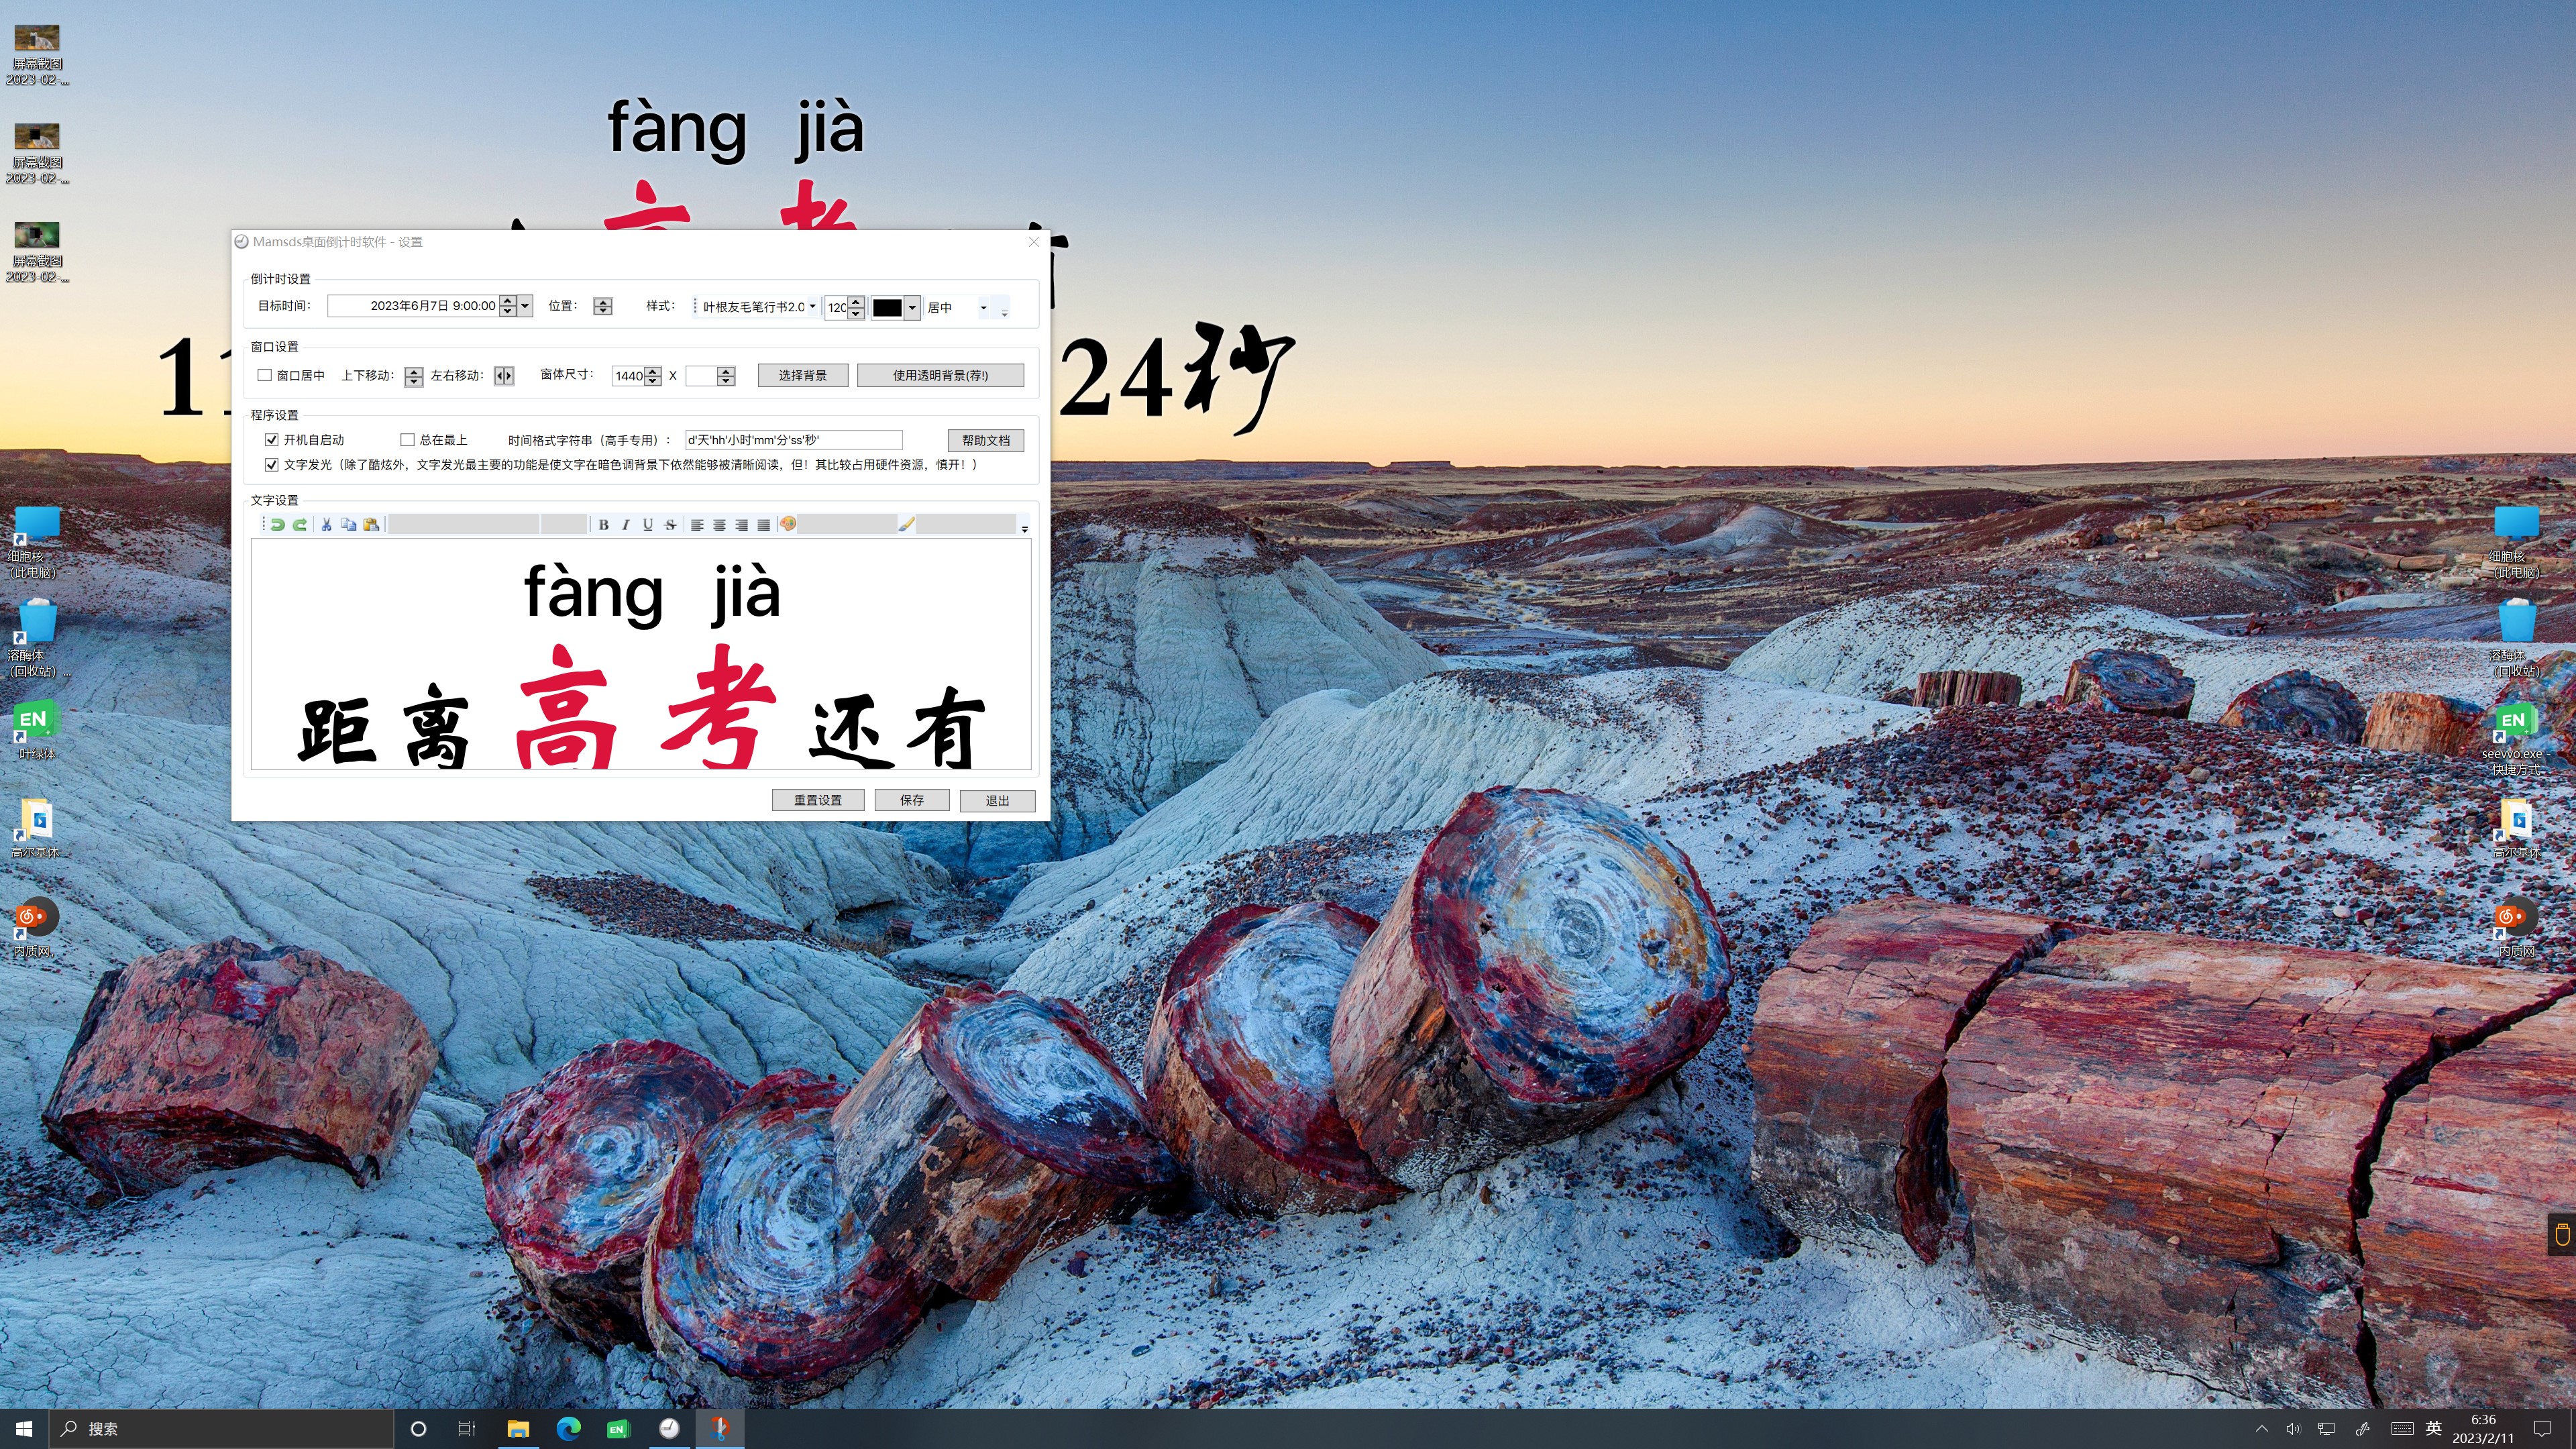 屏幕截图
2023-02-...
屏幕截图
2023-02-...
屏幕截图
2023-02-...
fàng jià
24秒
Mamsds桌面倒计时软件 - 设置
倒计时设置
目标时间： 2023年6月7日 9:00:00 位置： 样式： 叶根友毛笔行书2.0 120 居中
窗口设置
窗口居中 上下移动： 左右移动： 窗体尺寸： 1440 X 选择背景 使用透明背景(荐!)
程序设置
开机自启动 总在最上 时间格式字符串（高手专用）： d'天'hh'小时'mm'分'ss'秒' 帮助文档
文字发光（除了酷炫外，文字发光最主要的功能是使文字在暗色调背景下依然能够被清晰阅读，但！其比较占用硬件资源，慎开！）
文字设置
B I U S
fàng jià
距离高考还有
重置设置 保存 退出
细胞核
（此电脑）
溶酶体
（回收站）...
EN
叶绿体
高尔基体
内质网
细胞核
（此电脑）
溶酶体
（回收站）
EN
seevvo.exe -
快捷方式
高尔基体
内质网
搜索
EN
英
6:36
2023/2/11